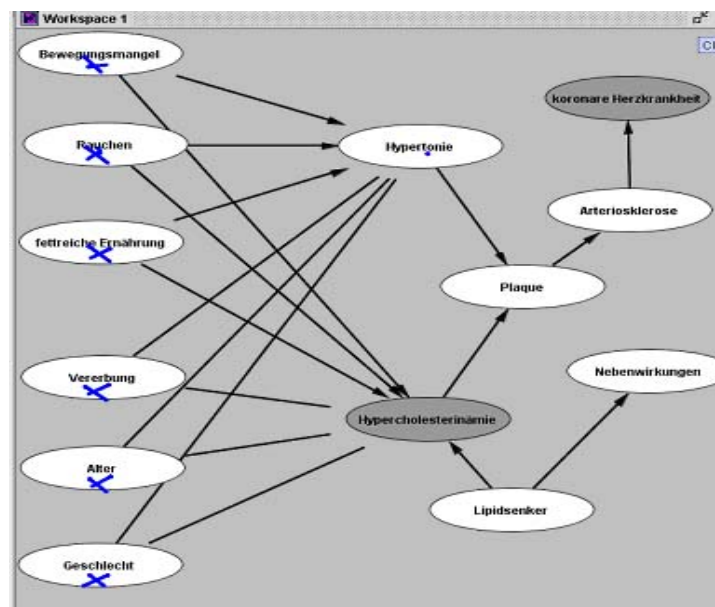 Workspace 1
Bewegungsmangel
koronare Herzkrankheit
Rauchen
Hypertonie
Arteriosklerose
fettreiche Ernährung
Plaque
Vererbung
Nebenwirkungen
Hypercholesterinämie
Alter
Lipidsenker
Geschlecht